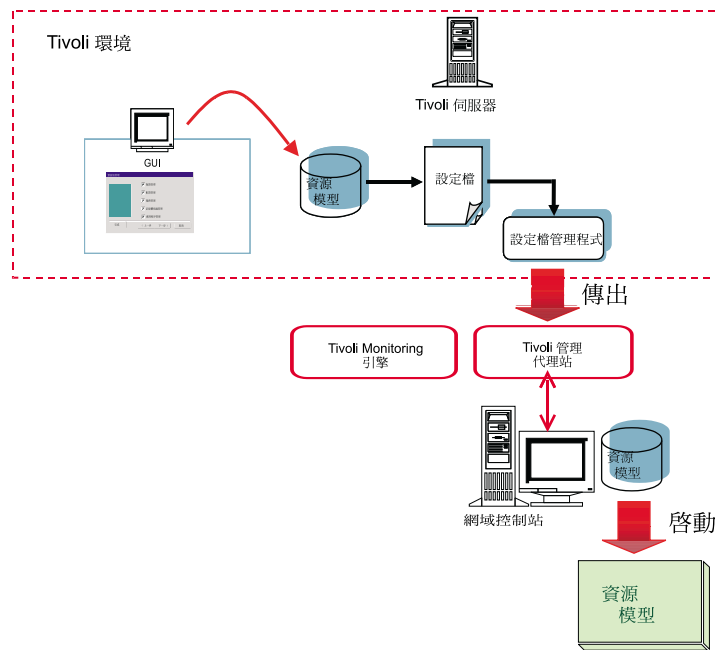 Tivoli 環境
Tivoli 伺服器
GUI
資源
模型
設定檔
設定檔管理程式
傳出
Tivoli Monitoring
引擎
Tivoli 管理
代理站
資源
模型
網域控制站
啓動
資源
模型